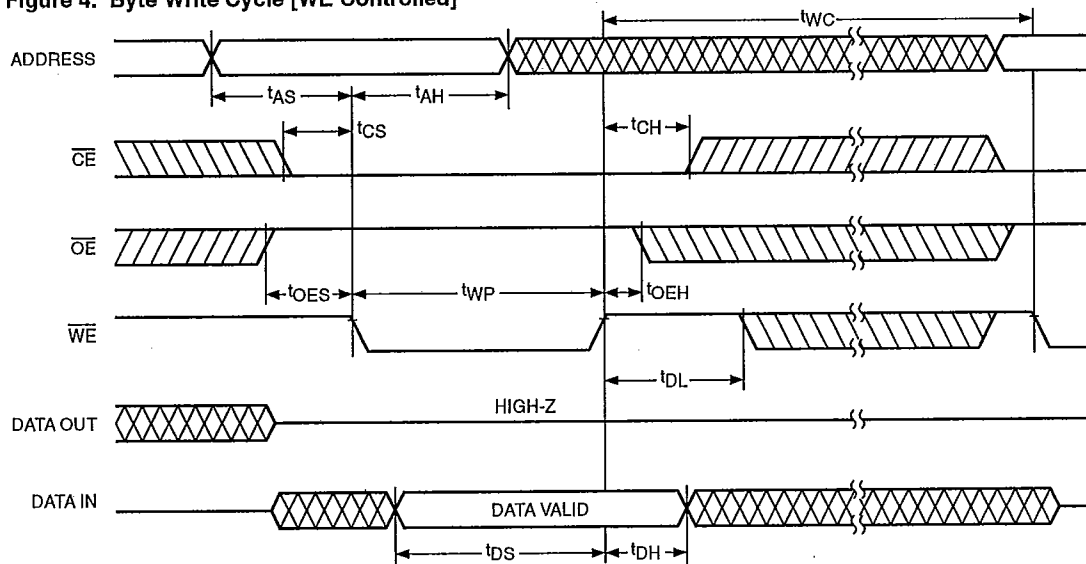 Figure 4. Byte Write Cycle [WE Controlled]
tWC
ADDRESS
tAS
tAH
tCS
tCH
CE
OE
tOES
tWP
tOEH
WE
tDL
HIGH-Z
DATA OUT
DATA IN
DATA VALID
tDS
tDH